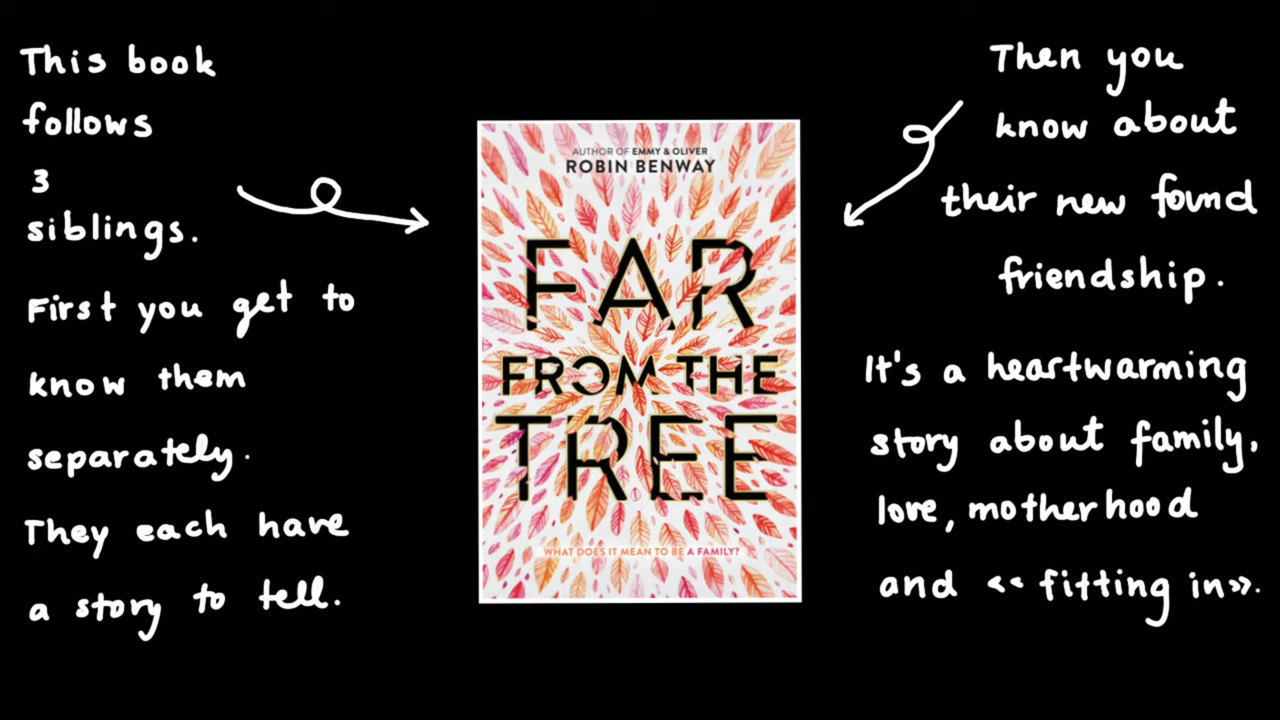 This book
follows
3
siblings.
First you get to
know them
separately.
They each have
a story to tell.
AUTHOR OF EMMY & OLIVER
ROBIN BENWAY
FAR
FROM THE
TREE
WHAT DOES IT MEAN TO BE A FAMILY?
Then you
know about
their new found
friendship.
It's a heartwarming
story about family,
love, motherhood
and << fitting in>>.